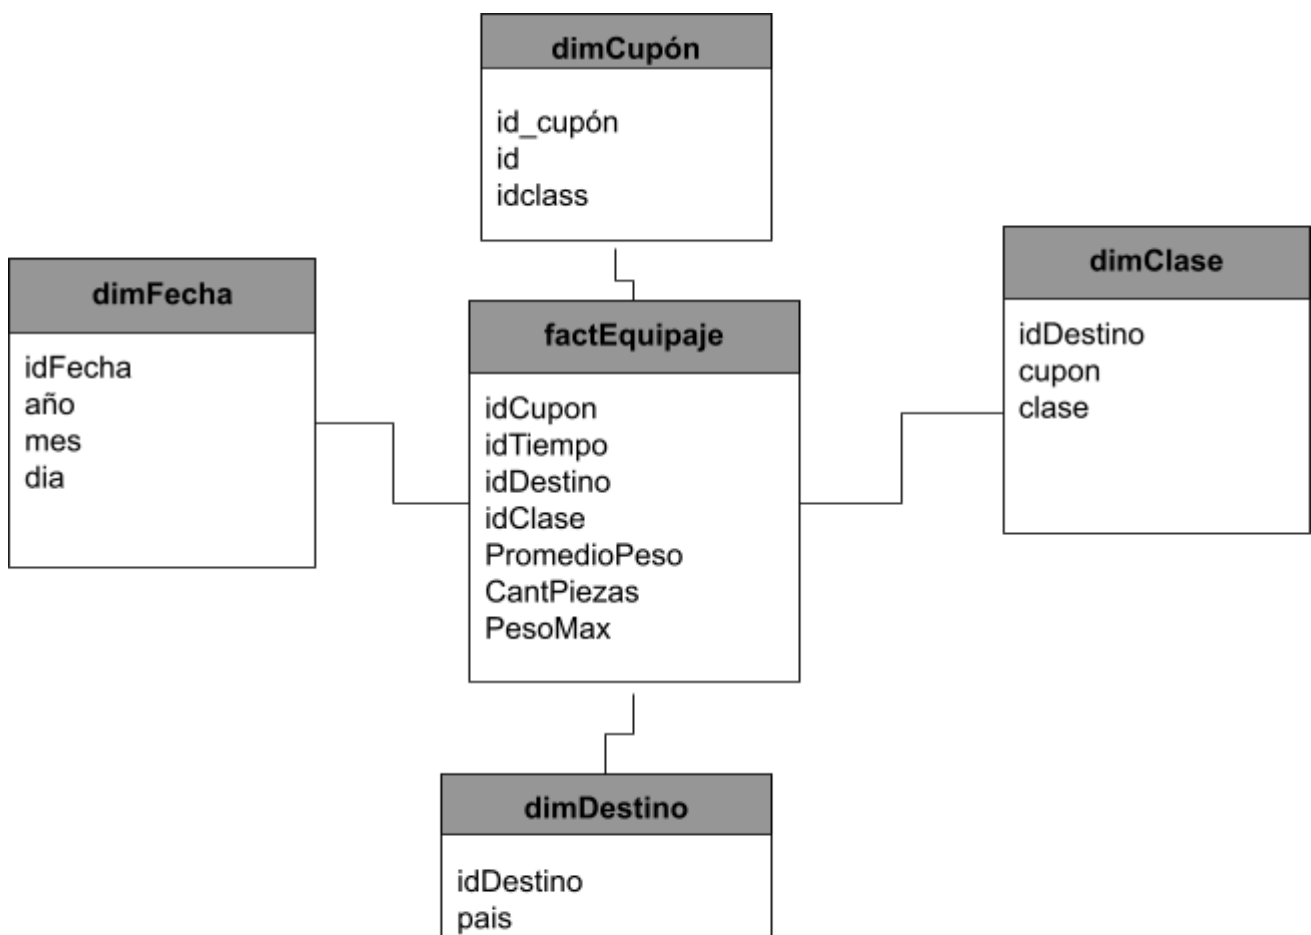 dimCupón
id_cupón
id
idclass
dimFecha
idFecha
año
mes
dia
factEquipaje
idCupon
idTiempo
idDestino
idClase
PromedioPeso
CantPiezas
PesoMax
dimClase
idDestino
cupon
clase
dimDestino
idDestino
pais